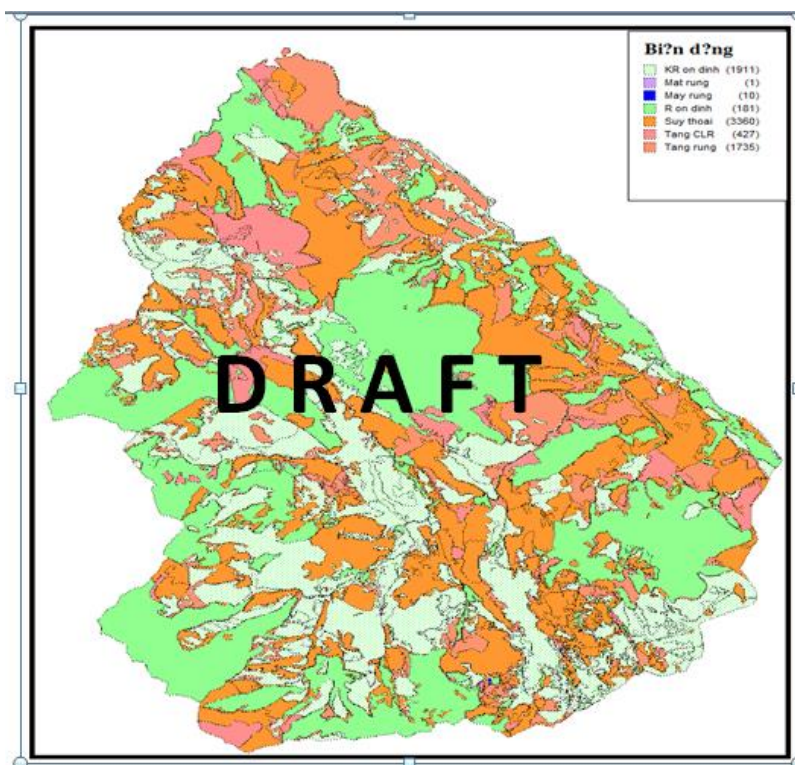 Bi?n d?ng
KR on dinh (1911)
Mat rung (1)
May rung (10)
R on dinh (181)
Suy thoai (3360)
Tang CLR (427)
Tang rung (1735)
DRAFT